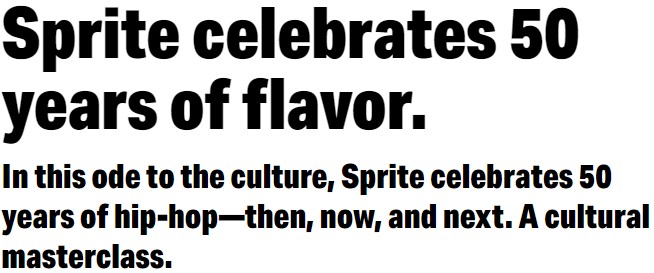 Sprite celebrates 50
years of flavor.
In this ode to the culture, Sprite celebrates 50
years of hip-hop—then, now, and next. A cultural
masterclass.